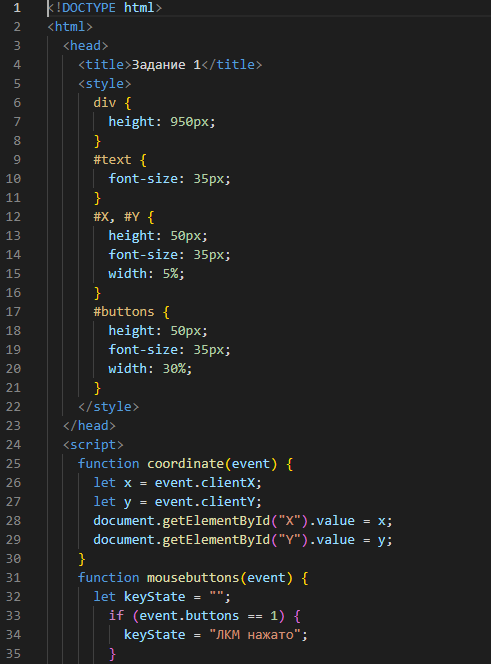 1 <!DOCTYPE html>
2 <html>
3 <head>
4 <title>Задание 1</title>
5 <style>
6 div {
7 height: 950px;
8 }
9 #text {
10 font-size: 35px;
11 }
12 #X, #Y {
13 height: 50px;
14 font-size: 35px;
15 width: 5%;
16 }
17 #buttons {
18 height: 50px;
19 font-size: 35px;
20 width: 30%;
21 }
22 </style>
23 </head>
24 <script>
25 function coordinate(event) {
26 let x = event.clientX;
27 let y = event.clientY;
28 document.getElementById("X").value = x;
29 document.getElementById("Y").value = y;
30 }
31 function mousebuttons(event) {
32 let keyState = "";
33 if (event.buttons == 1) {
34 keyState = "ЛКМ нажато";
35 }